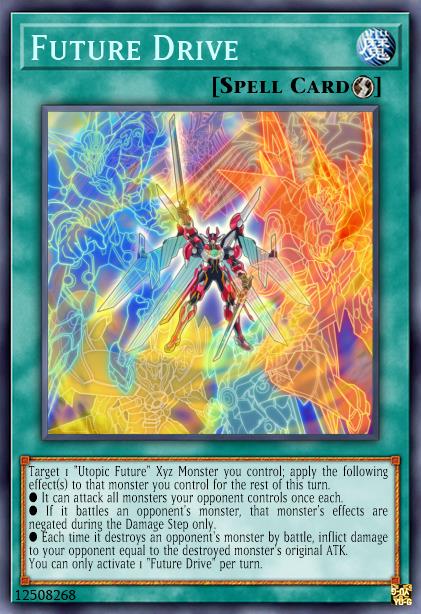 Future Drive
[Spell Card]
Target 1 "Utopic Future" Xyz Monster you control; apply the following
effect(s) to that monster you control for the rest of this turn.
● It can attack all monsters your opponent controls once each.
● If it battles an opponent's monster, that monster's effects are
negated during the Damage Step only.
● Each time it destroys an opponent's monster by battle, inflict damage
to your opponent equal to the destroyed monster's original ATK.
You can only activate 1 "Future Drive" per turn.
12508268